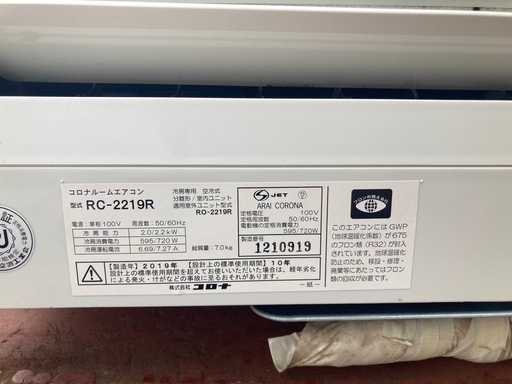 コロナルームエアコン
型式 RC-2219R
冷房専用 空冷式
分離形/室内ユニット
適用室外ユニット型式
RO-2219R
電源:単相100V 周波数:50/60Hz
冷房能力 2.0/2.2kW
冷房消費電力 595/720W
冷房運転電流 6.69/7.27A
総質量:7.0kg
S JET
ARAI CORONA
定格電圧:100V
定格周波数:50/60Hz
電動機の定格消費電力:
595/720W
製造番号
1210919
【製造年】2019年 【設計上の標準使用期間】10年
設計上の標準使用期間を超えてお使いいただいた場合は、経年劣化
による発火・けがなどの事故に至るおそれがあります。
株式会社コロナ
-紙-
このエアコンにはGWP
(地球温暖化係数)が675
のフロン類(R32)が封入
されています。地球温暖化
防止のため、移設・修理・
廃棄等にあたってはフロン
類の回収が必要です。